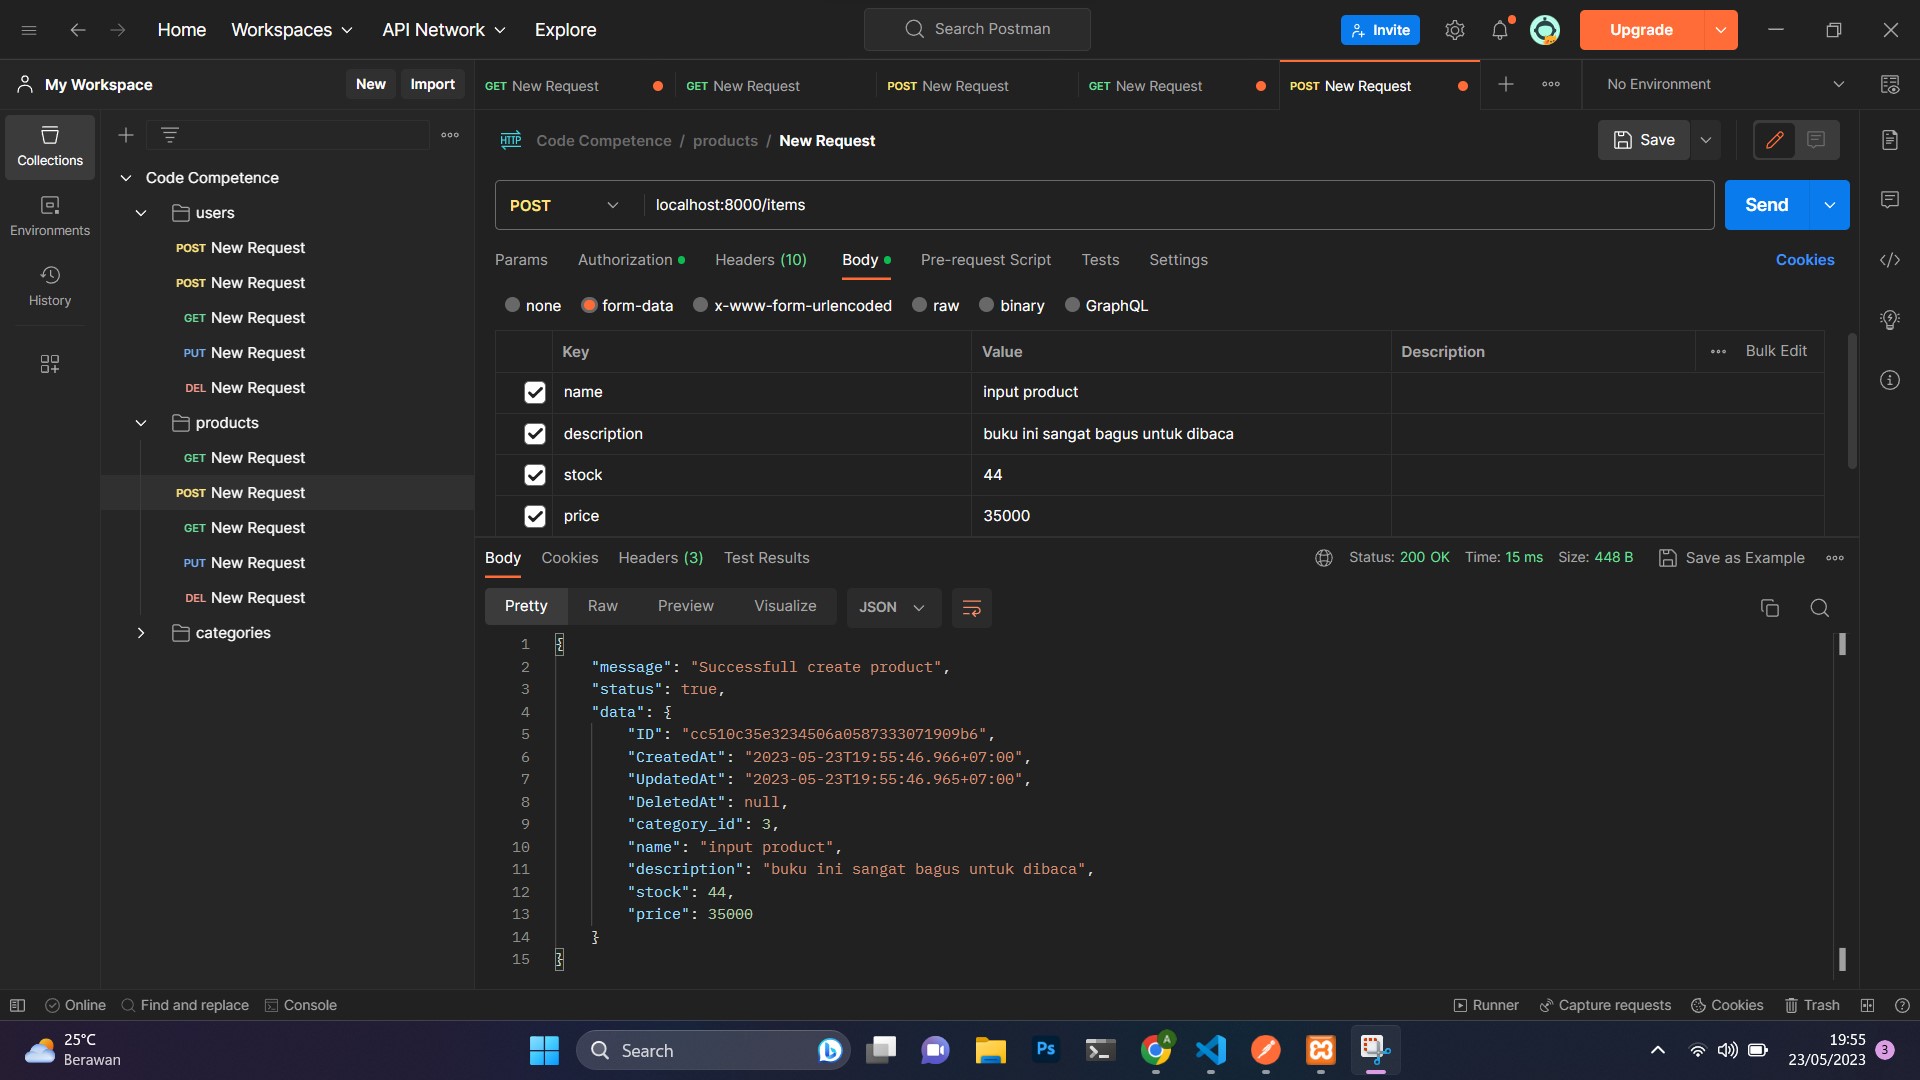 Home Workspaces API Network Explore Search Postman Invite Upgrade
My Workspace New Import GET New Request GET New Request POST New Request GET New Request POST New Request No Environment
Collections
Environments
History
Code Competence
users
POST New Request
POST New Request
GET New Request
PUT New Request
DEL New Request
products
GET New Request
POST New Request
GET New Request
PUT New Request
DEL New Request
categories
HTTP Code Competence / products / New Request Save
POST localhost:8000/items Send
Params Authorization Headers (10) Body Pre-request Script Tests Settings Cookies
none form-data x-www-form-urlencoded raw binary GraphQL
Key Value Description Bulk Edit
name input product
description buku ini sangat bagus untuk dibaca
stock 44
price 35000
Body Cookies Headers (3) Test Results Status: 200 OK Time: 15 ms Size: 448 B Save as Example
Pretty Raw Preview Visualize JSON
1 {
2 "message": "Successfull create product",
3 "status": true,
4 "data": {
5 "ID": "cc510c35e3234506a0587333071909b6",
6 "CreatedAt": "2023-05-23T19:55:46.966+07:00",
7 "UpdatedAt": "2023-05-23T19:55:46.965+07:00",
8 "DeletedAt": null,
9 "category_id": 3,
10 "name": "input product",
11 "description": "buku ini sangat bagus untuk dibaca",
12 "stock": 44,
13 "price": 35000
14 }
15 }
Online Find and replace Console Runner Capture requests Cookies Trash
25°C
Berawan
Search
Ps
A
19:55
23/05/2023
3